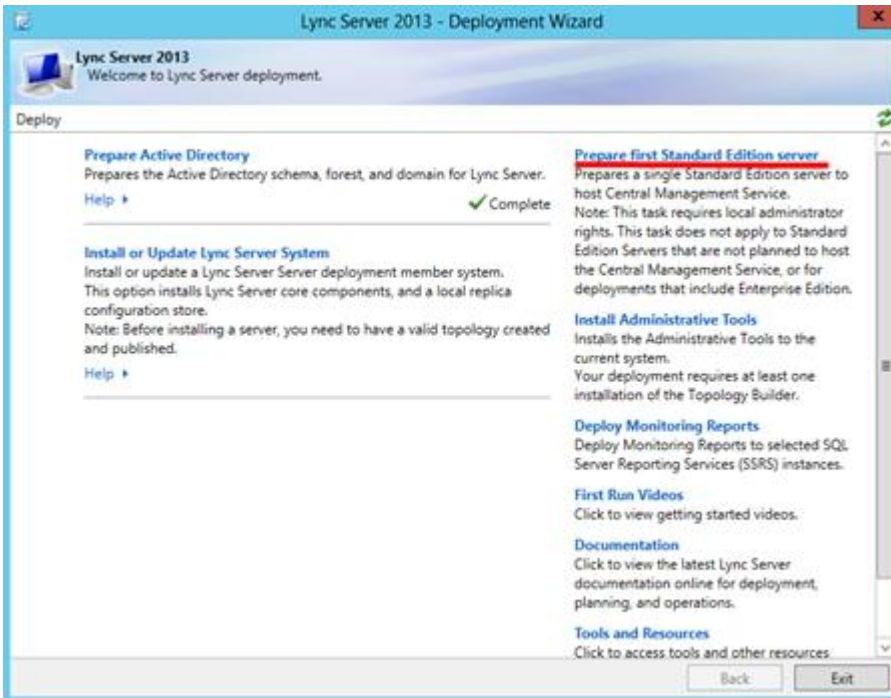 Lync Server 2013 - Deployment Wizard
Lync Server 2013
Welcome to Lync Server deployment.
Deploy
Prepare Active Directory
Prepares the Active Directory schema, forest, and domain for Lync Server.
Help
Complete
Install or Update Lync Server System
Install or update a Lync Server Server deployment member system.
This option installs Lync Server core components, and a local replica
configuration store.
Note: Before installing a server, you need to have a valid topology created
and published.
Help
Prepare first Standard Edition server
Prepares a single Standard Edition server to
host Central Management Service.
Note: This task requires local administrator
rights. This task does not apply to Standard
Edition Servers that are not planned to host
the Central Management Service, or for
deployments that include Enterprise Edition.
Install Administrative Tools
Installs the Administrative Tools to the
current system.
Your deployment requires at least one
installation of the Topology Builder.
Deploy Monitoring Reports
Deploy Monitoring Reports to selected SQL
Server Reporting Services (SSRS) instances.
First Run Videos
Click to view getting started videos.
Documentation
Click to view the latest Lync Server
documentation online for deployment,
planning, and operations.
Tools and Resources
Click to access tools and other resources
Back
Exit